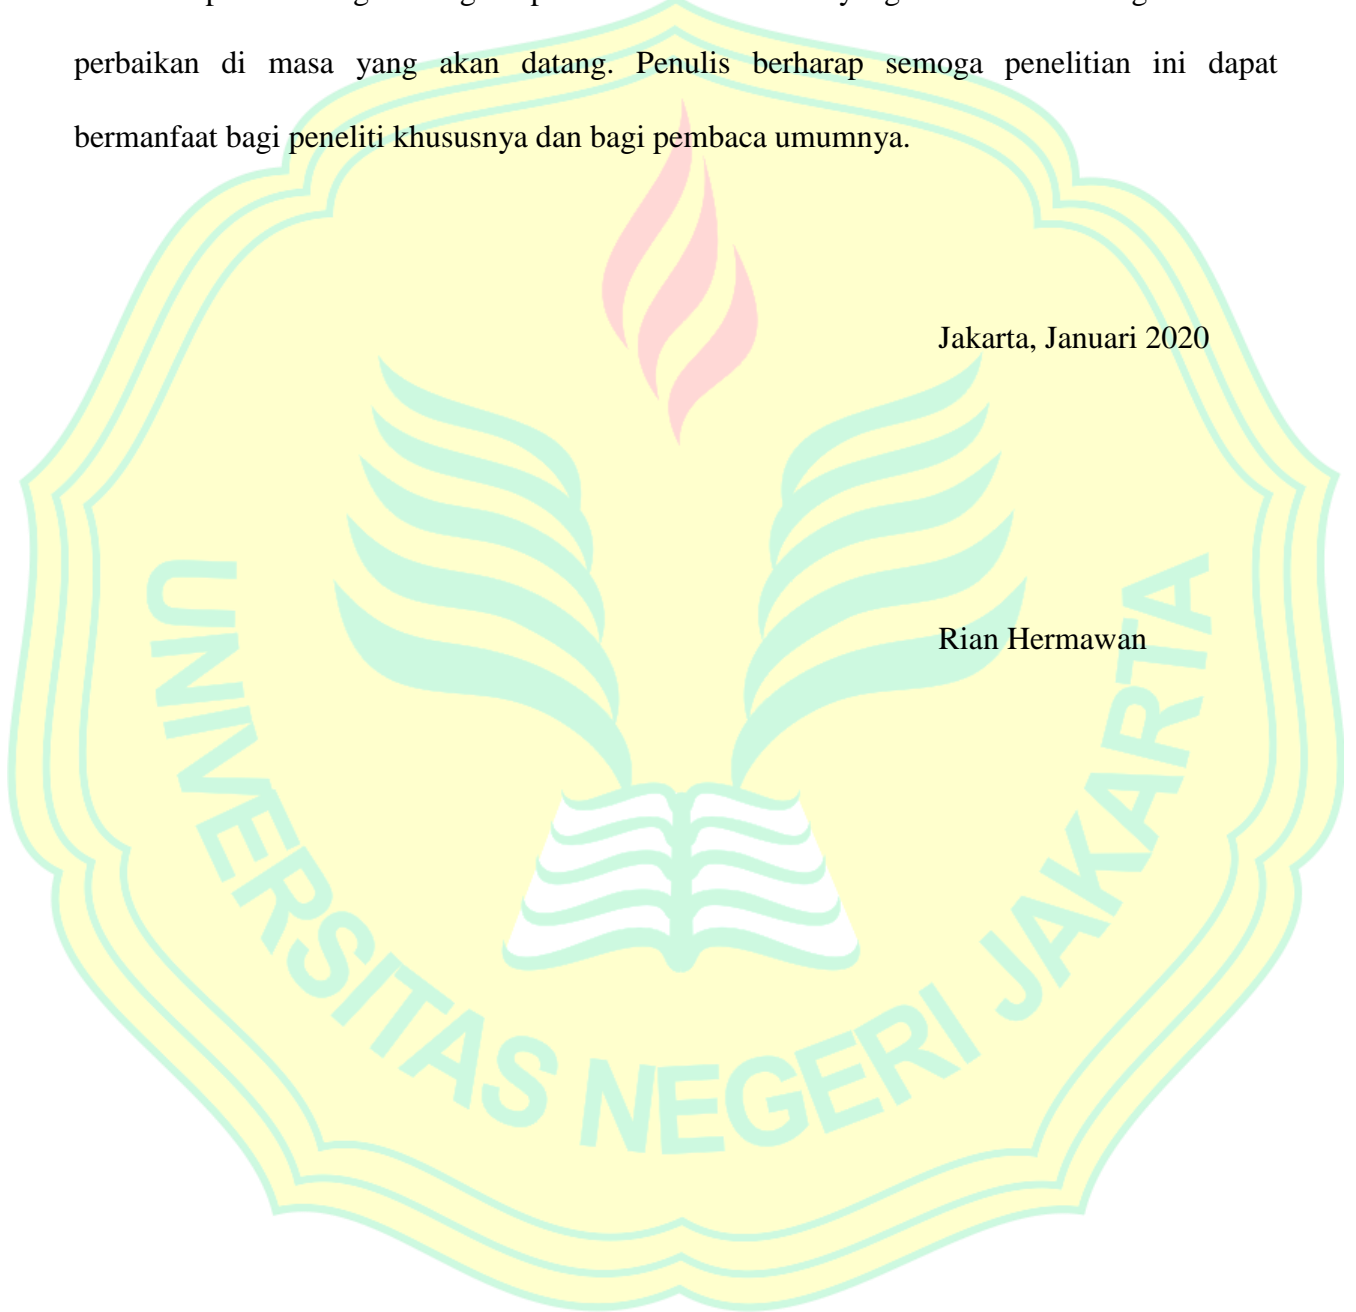 perbaikan di masa yang akan datang. Penulis berharap semoga penelitian ini dapat
bermanfaat bagi peneliti khususnya dan bagi pembaca umumnya.
Jakarta, Januari 2020
Rian Hermawan
UNIVERSITAS NEGERI JAKARTA